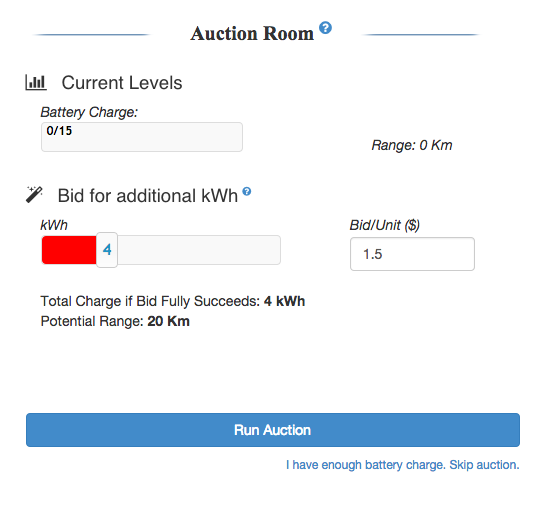 Auction Room ?
Current Levels
Battery Charge:
0/15
Range: 0 Km
Bid for additional kWh ?
kWh
Bid/Unit ($)
4
1.5
Total Charge if Bid Fully Succeeds: 4 kWh
Potential Range: 20 Km
Run Auction
I have enough battery charge. Skip auction.